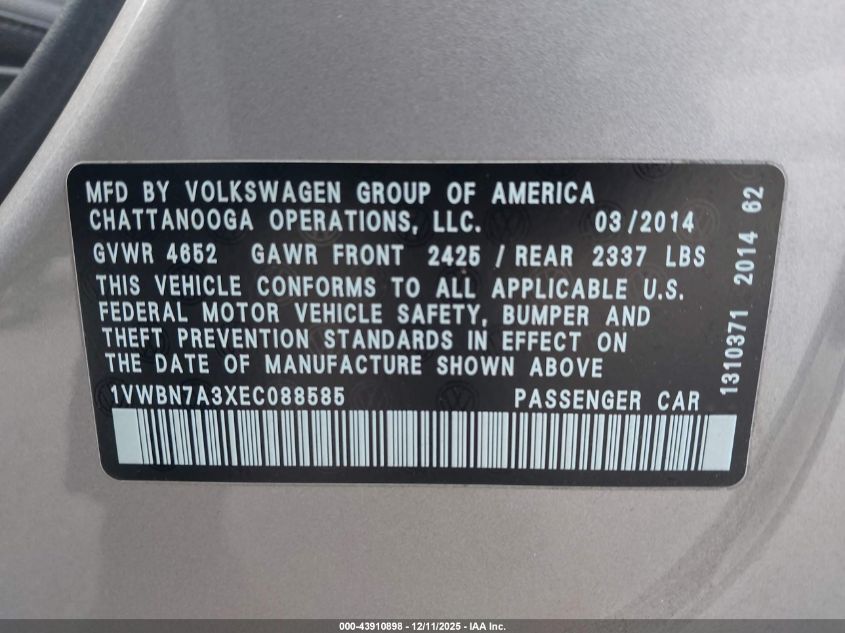 MFD BY VOLKSWAGEN GROUP OF AMERICA
CHATTANOOGA OPERATIONS, LLC. 03/2014
GVWR 4652 GAWR FRONT 2425 / REAR 2337 LBS
THIS VEHICLE CONFORMS TO ALL APPLICABLE U.S.
FEDERAL MOTOR VEHICLE SAFETY, BUMPER AND
THEFT PREVENTION STANDARDS IN EFFECT ON
THE DATE OF MANUFACTURE SHOWN ABOVE
1VWBN7A3XEC088585 PASSENGER CAR
1310371 2014 62
000-43910898 - 12/11/2025 - IAA Inc.